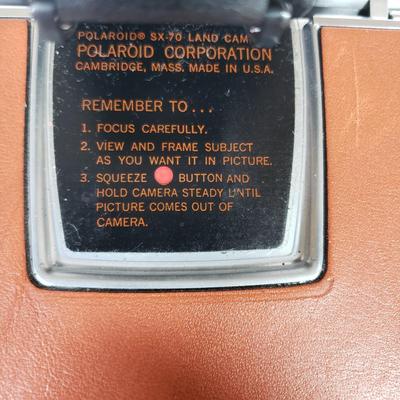 POLAROID® SX-70 LAND CAM
POLAROID CORPORATION
CAMBRIDGE, MASS. MADE IN U.S.A.
REMEMBER TO...
1. FOCUS CAREFULLY.
2. VIEW AND FRAME SUBJECT
AS YOU WANT IT IN PICTURE.
3. SQUEEZE BUTTON AND
HOLD CAMERA STEADY UNTIL
PICTURE COMES OUT OF
CAMERA.